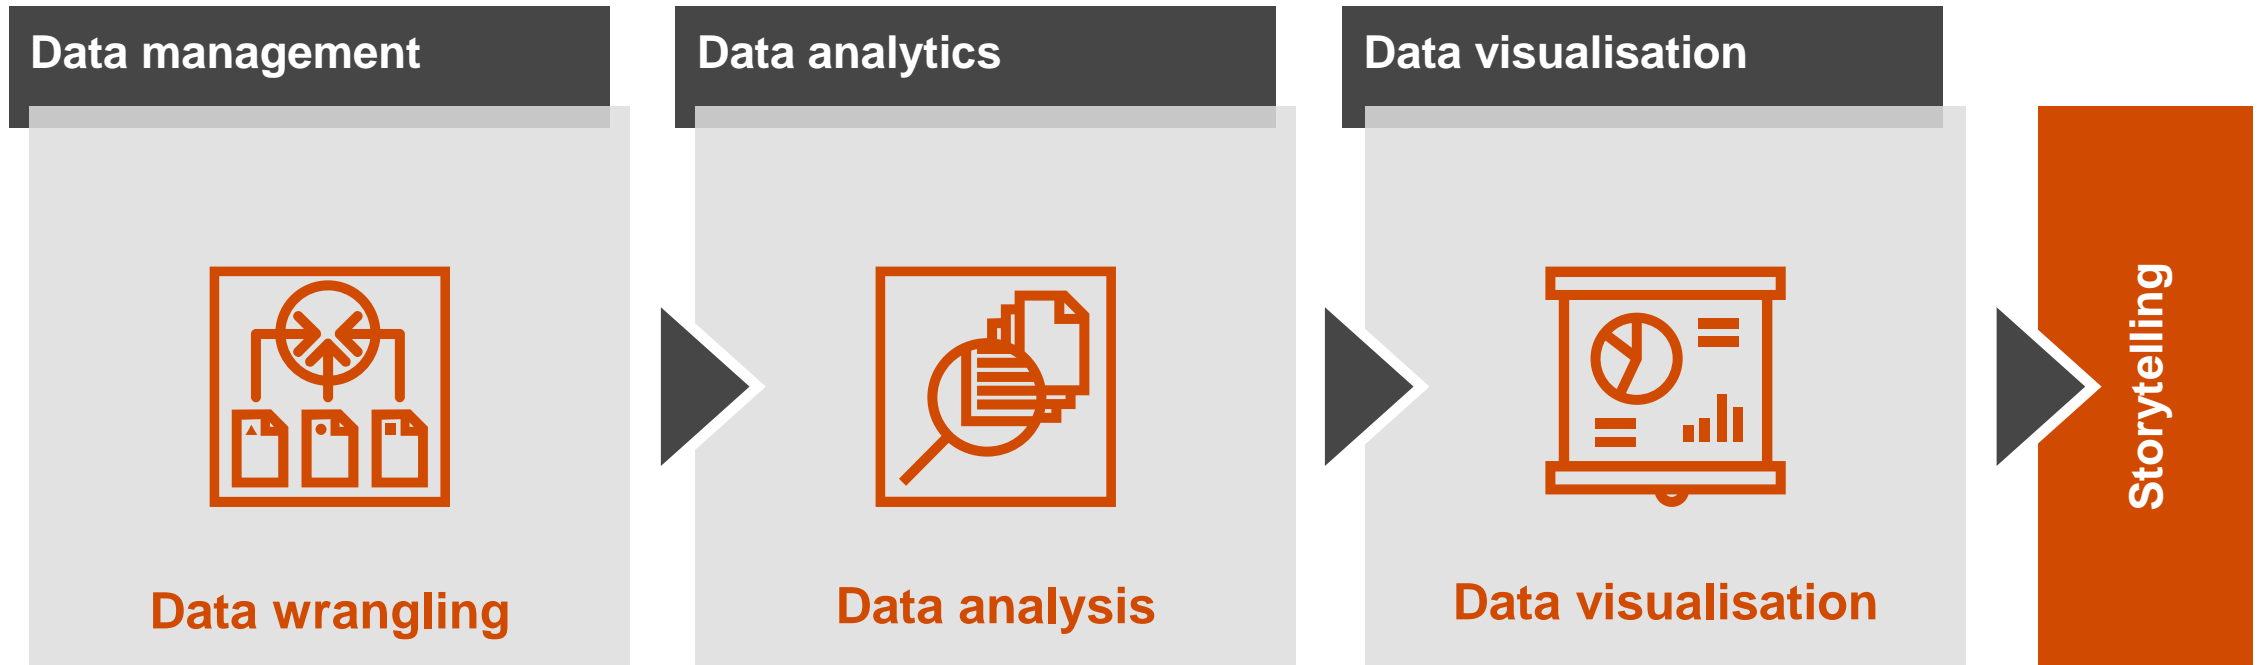 Data management
Data analytics
Data visualisation
Data wrangling
Data analysis
Data visualisation
Storytelling